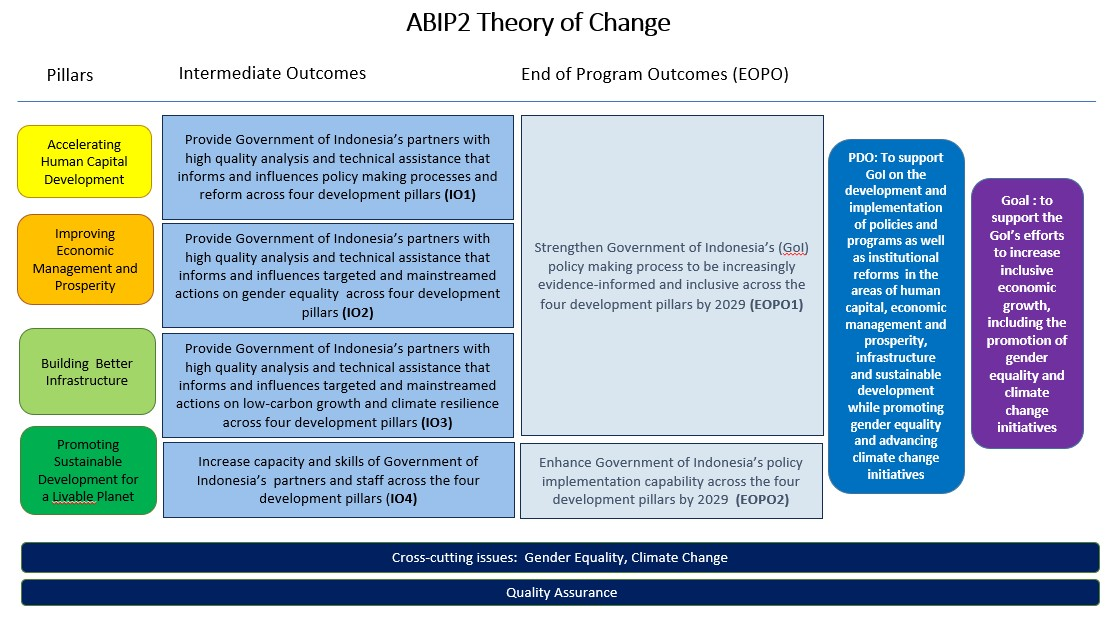 ABIP2 Theory of Change
Pillars
Intermediate Outcomes
End of Program Outcomes (EOPO)
Accelerating
Human Capital
Development
Improving
Economic
Management and
Prosperity
Building  Better
Infrastructure
Promoting
Sustainable
Development for
a Livable Planet
Provide Government of Indonesia’s partners with
high quality analysis and technical assistance that
informs and influences policy making processes and
reform across four development pillars (IO1)
Provide Government of Indonesia’s partners with
high quality analysis and technical assistance that
informs and influences targeted and mainstreamed
actions on gender equality  across four development
pillars (IO2)
Provide Government of Indonesia’s partners with
high quality analysis and technical assistance that
informs and influences targeted and mainstreamed
actions on low-carbon growth and climate resilience
across four development pillars (IO3)
Increase capacity and skills of Government of
Indonesia’s  partners and staff across the four
development pillars (IO4)
Strengthen Government of Indonesia’s (GoI)
policy making process to be increasingly
evidence-informed and inclusive across the
four development pillars by 2029 (EOPO1)
Enhance Government of Indonesia’s policy
implementation capability across the four
development pillars by 2029  (EOPO2)
PDO: To support
GoI on the
development and
implementation
of policies and
programs as well
as institutional
reforms  in the
areas of human
capital, economic
management and
prosperity,
infrastructure
and sustainable
development
while promoting
gender equality
and advancing
climate change
initiatives
Goal : to
support the
GoI’s efforts
to increase
inclusive
economic
growth,
including the
promotion of
gender
equality and
climate
change
initiatives
Cross-cutting issues:  Gender Equality, Climate Change
Quality Assurance